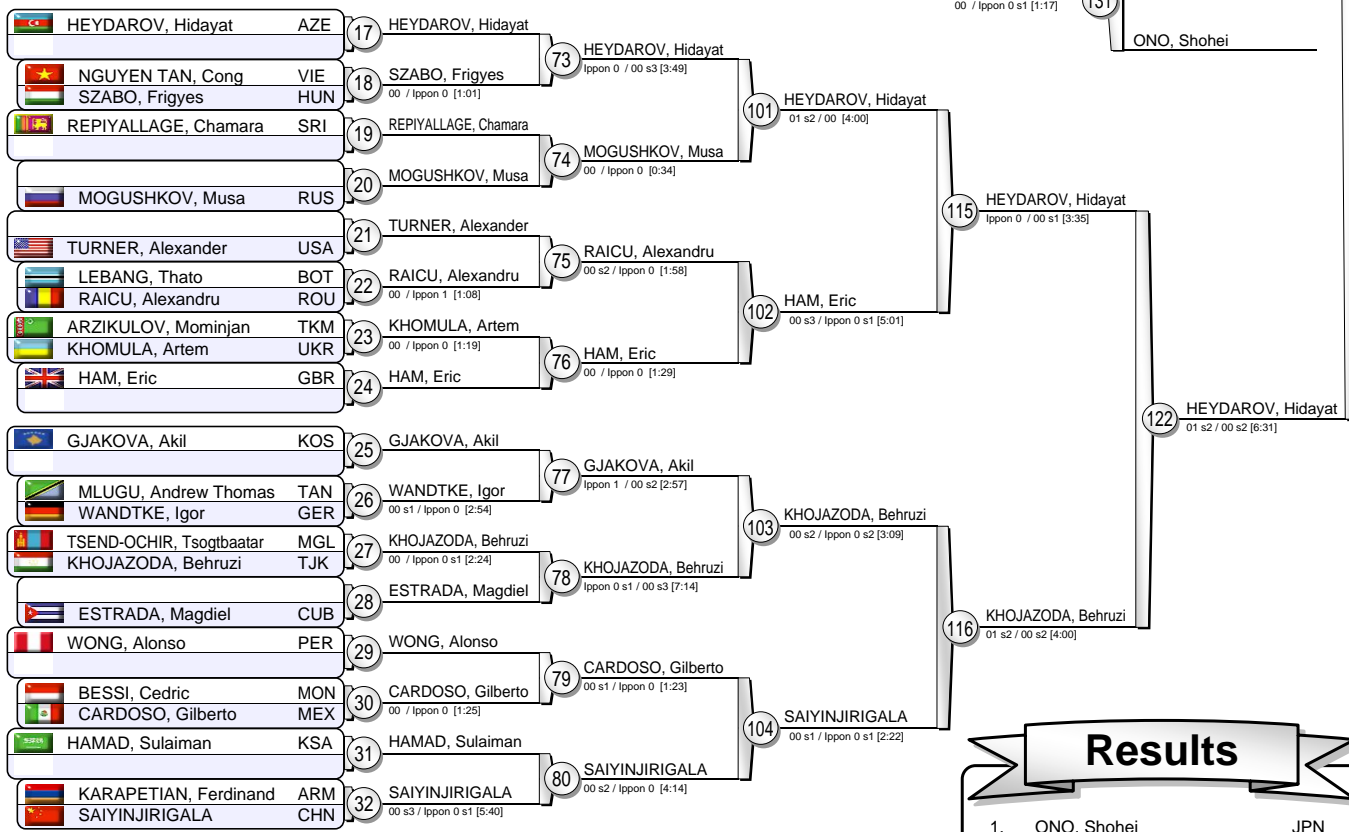 00 / Ippon 0 s1 [1:17]
131
ONO, Shohei
HEYDAROV, Hidayat AZE
17
HEYDAROV, Hidayat
NGUYEN TAN, Cong VIE
SZABO, Frigyes HUN
18
SZABO, Frigyes
00 / Ippon 0 [1:01]
73
HEYDAROV, Hidayat
Ippon 0 / 00 s3 [3:49]
REPIYALLAGE, Chamara SRI
19
REPIYALLAGE, Chamara
MOGUSHKOV, Musa RUS
20
MOGUSHKOV, Musa
74
MOGUSHKOV, Musa
00 / Ippon 0 [0:34]
101
HEYDAROV, Hidayat
01 s2 / 00 [4:00]
TURNER, Alexander USA
21
TURNER, Alexander
LEBANG, Thato BOT
RAICU, Alexandru ROU
22
RAICU, Alexandru
00 / Ippon 1 [1:08]
75
RAICU, Alexandru
00 s2 / Ippon 0 [1:58]
ARZIKULOV, Mominjan TKM
KHOMULA, Artem UKR
23
KHOMULA, Artem
00 / Ippon 0 [1:19]
HAM, Eric GBR
24
HAM, Eric
76
HAM, Eric
00 / Ippon 0 [1:29]
102
HAM, Eric
00 s3 / Ippon 0 s1 [5:01]
115
HEYDAROV, Hidayat
Ippon 0 / 00 s1 [3:35]
GJAKOVA, Akil KOS
25
GJAKOVA, Akil
MLUGU, Andrew Thomas TAN
WANDTKE, Igor GER
26
WANDTKE, Igor
00 s1 / Ippon 0 [2:54]
77
GJAKOVA, Akil
Ippon 1 / 00 s2 [2:57]
TSEND-OCHIR, Tsogtbaatar MGL
KHOJAZODA, Behruzi TJK
27
KHOJAZODA, Behruzi
00 / Ippon 0 s1 [2:24]
ESTRADA, Magdiel CUB
28
ESTRADA, Magdiel
78
KHOJAZODA, Behruzi
Ippon 0 s1 / 00 s3 [7:14]
103
KHOJAZODA, Behruzi
00 s2 / Ippon 0 s2 [3:09]
WONG, Alonso PER
29
WONG, Alonso
BESSI, Cedric MON
CARDOSO, Gilberto MEX
30
CARDOSO, Gilberto
00 / Ippon 0 [1:25]
79
CARDOSO, Gilberto
00 s1 / Ippon 0 [1:23]
HAMAD, Sulaiman KSA
31
HAMAD, Sulaiman
KARAPETIAN, Ferdinand ARM
SAIYINJIRIGALA CHN
32
SAIYINJIRIGALA
00 s3 / Ippon 0 s1 [5:40]
80
SAIYINJIRIGALA
00 s2 / Ippon 0 [4:14]
104
SAIYINJIRIGALA
00 s1 / Ippon 0 s1 [2:22]
116
KHOJAZODA, Behruzi
01 s2 / 00 s2 [4:00]
122
HEYDAROV, Hidayat
01 s2 / 00 s2 [6:31]
Results
1. ONO, Shohei JPN